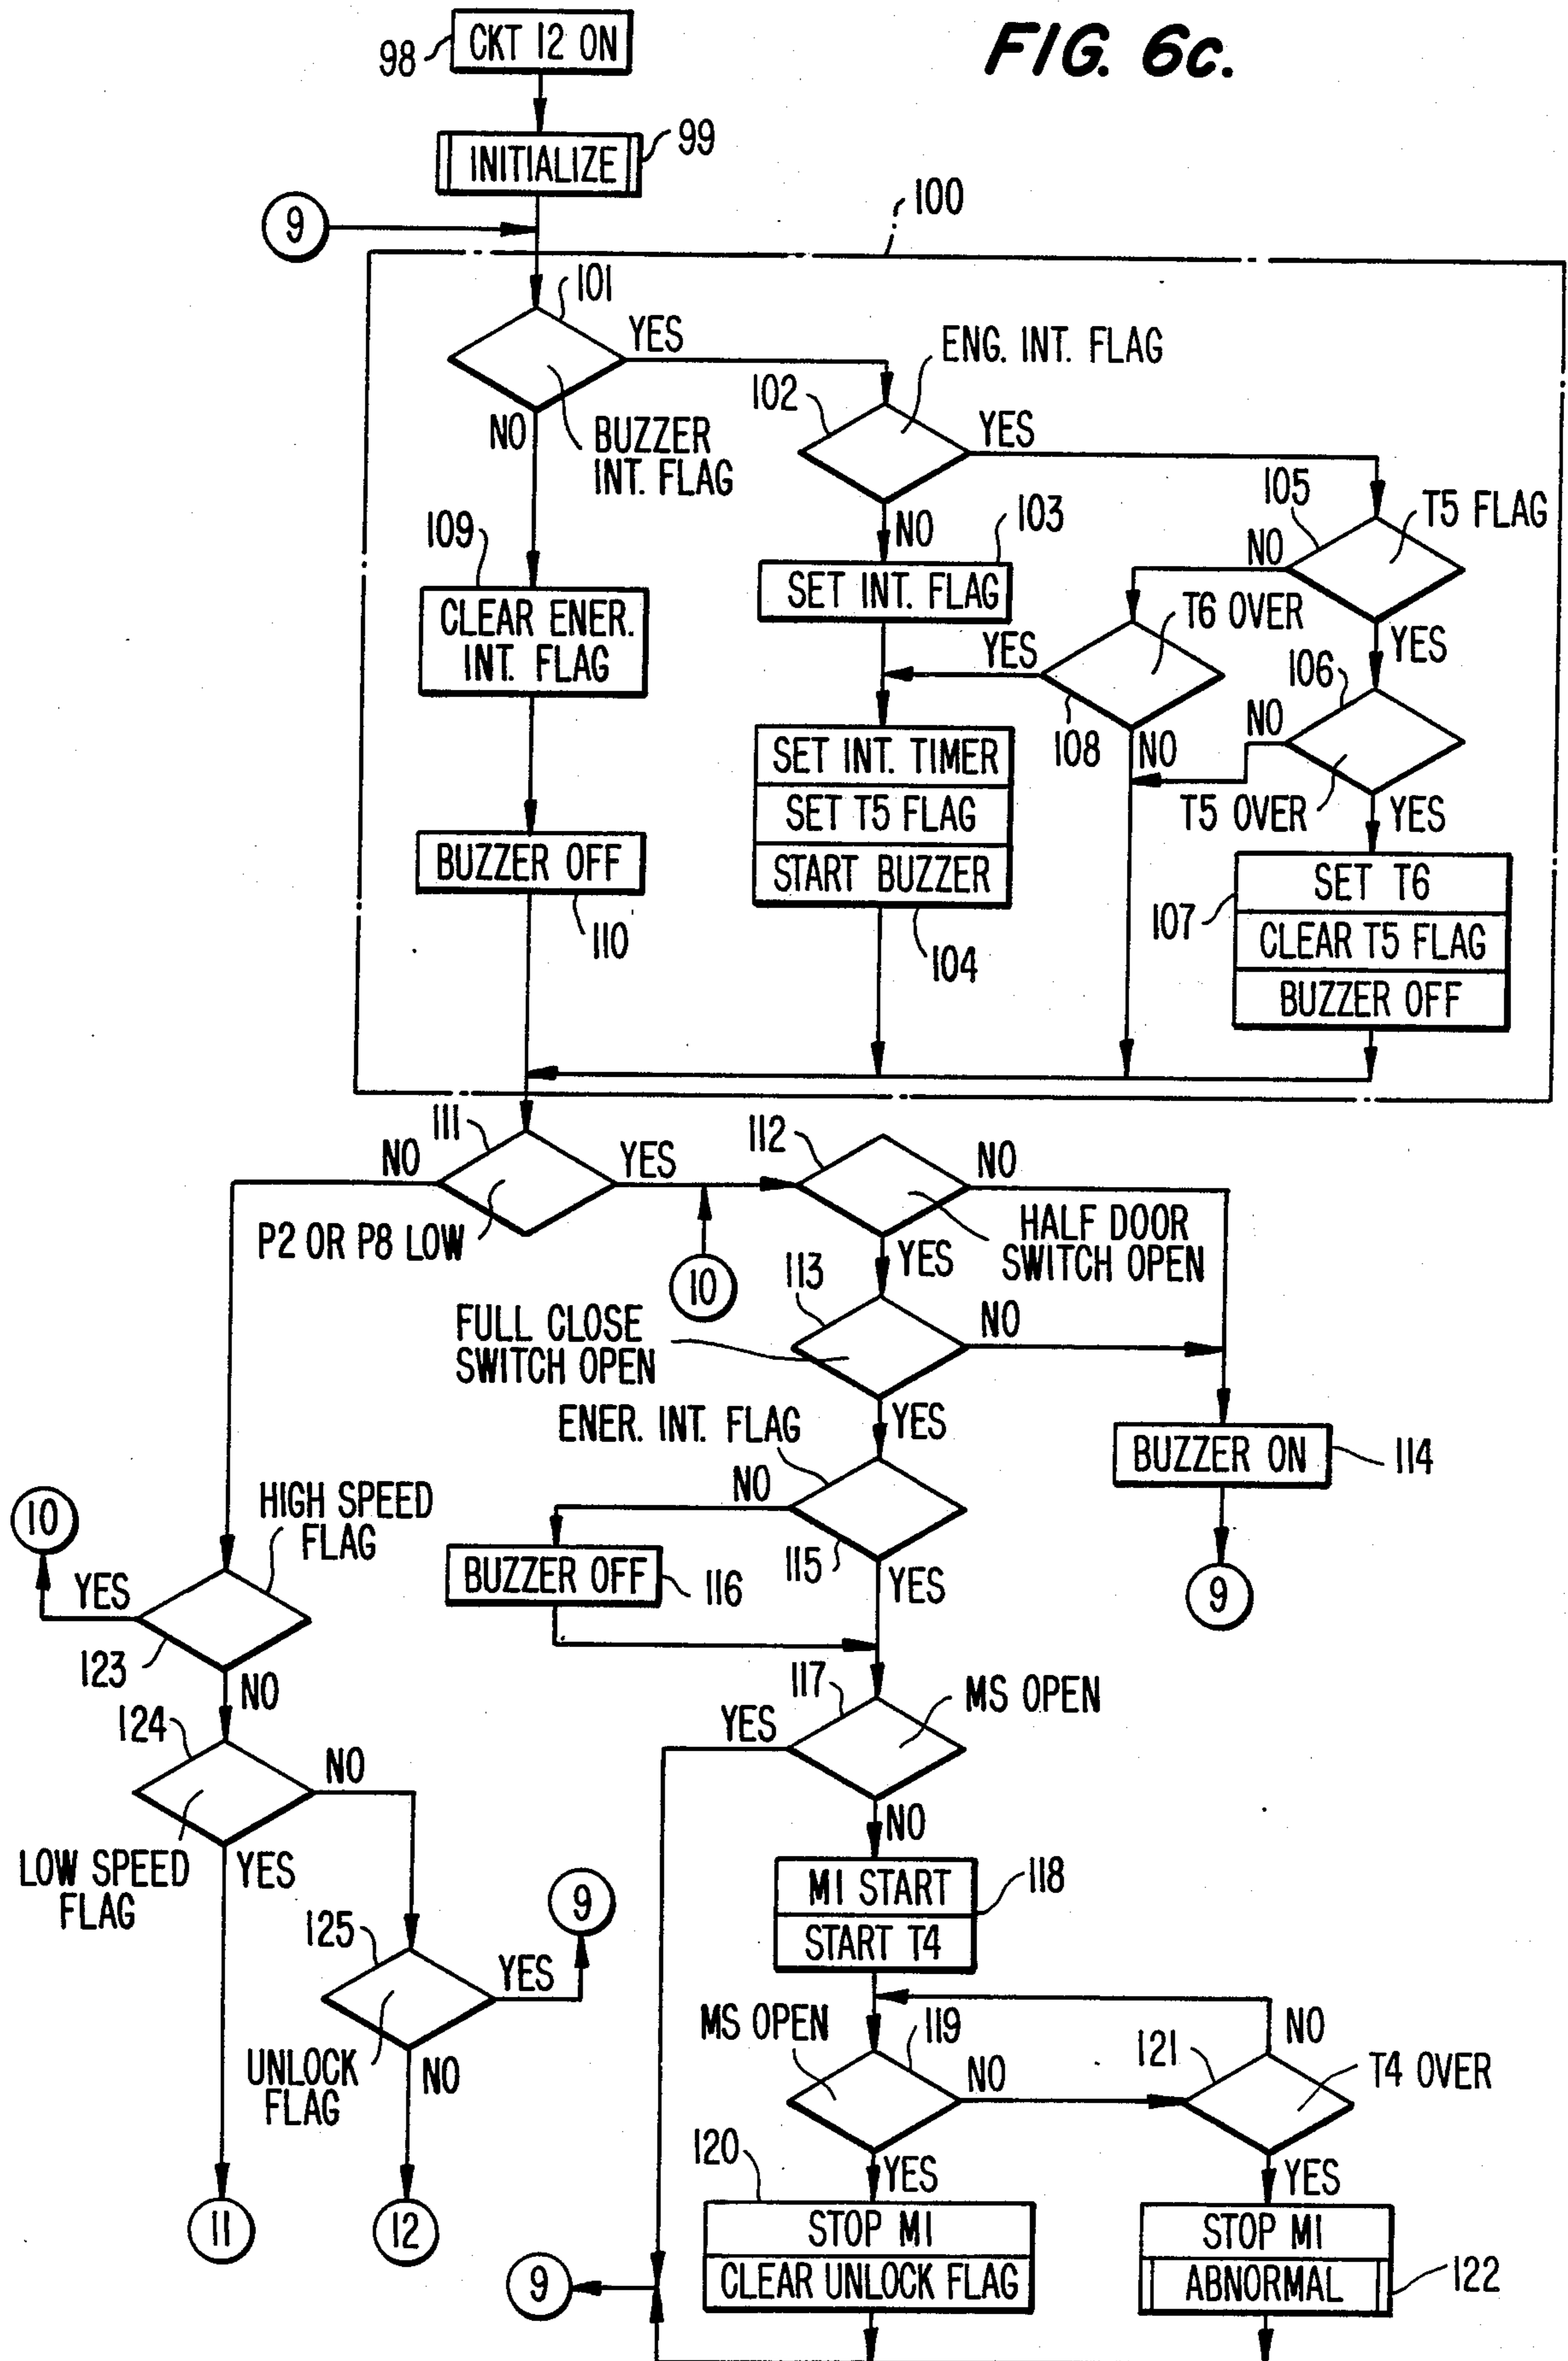 FIG. 6c.
98
CKT 12 ON
INITIALIZE
99
9
100
101
YES
NO
BUZZER
INT. FLAG
102
ENG. INT. FLAG
YES
NO
103
SET INT. FLAG
105
T5 FLAG
NO
YES
T6 OVER
YES
108
NO
106
NO
T5 OVER
YES
109
CLEAR ENER.
INT. FLAG
SET INT. TIMER
SET T5 FLAG
START BUZZER
104
BUZZER OFF
110
107
SET T6
CLEAR T5 FLAG
BUZZER OFF
111
NO
YES
P2 OR P8 LOW
10
112
NO
HALF DOOR
SWITCH OPEN
YES
113
FULL CLOSE
SWITCH OPEN
NO
YES
BUZZER ON
114
9
ENER. INT. FLAG
NO
115
YES
BUZZER OFF
116
10
HIGH SPEED
FLAG
YES
123
NO
117
MS OPEN
YES
NO
124
NO
LOW SPEED
FLAG
YES
M1 START
START T4
118
125
YES
9
UNLOCK
FLAG
NO
MS OPEN
119
NO
YES
121
T4 OVER
NO
YES
11
12
120
STOP M1
CLEAR UNLOCK FLAG
STOP M1
ABNORMAL
122
9